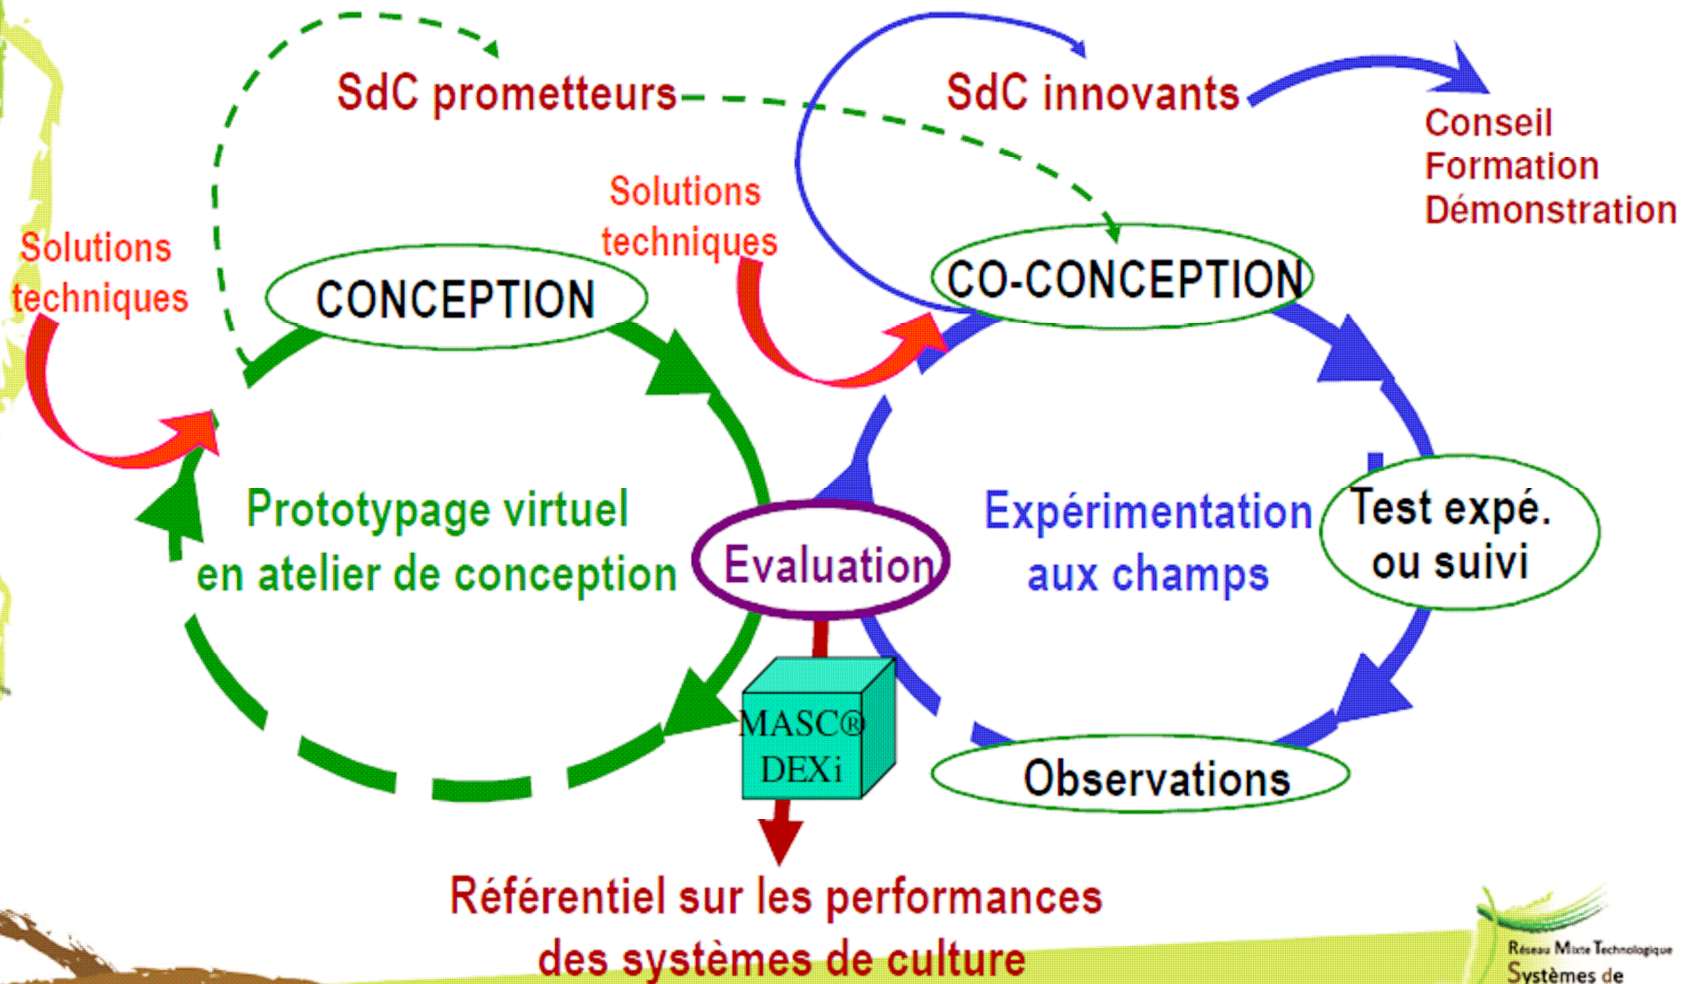 SdC prometteurs
SdC innovants
Conseil
Formation
Démonstration
Solutions
techniques
Solutions
techniques
CONCEPTION
CO-CONCEPTION
Prototypage virtuel
en atelier de conception
Evaluation
Expérimentation
aux champs
Test expé.
ou suivi
MASC®
DEXi
Observations
Référentiel sur les performances
des systèmes de culture
Réseau Mixte Technologique
Systèmes de